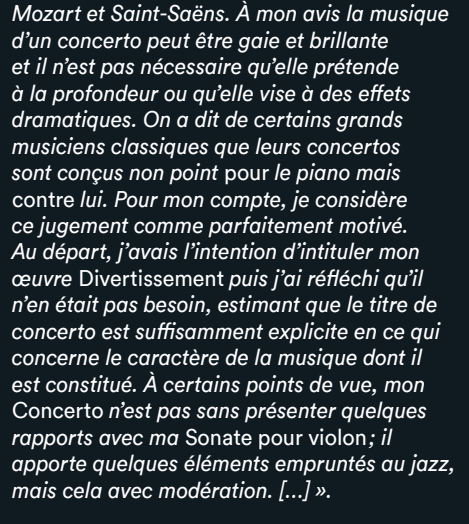 Mozart et Saint-Saëns. À mon avis la musique
d’un concerto peut être gaie et brillante
et il n’est pas nécessaire qu’elle prétende
à la profondeur ou qu’elle vise à des effets
dramatiques. On a dit de certains grands
musiciens classiques que leurs concertos
sont conçus non point pour le piano mais
contre lui. Pour mon compte, je considère
ce jugement comme parfaitement motivé.
Au départ, j’avais l’intention d’intituler mon
œuvre Divertissement puis j’ai réfléchi qu’il
n’en était pas besoin, estimant que le titre de
concerto est suffisamment explicite en ce qui
concerne le caractère de la musique dont il
est constitué. À certains points de vue, mon
Concerto n’est pas sans présenter quelques
rapports avec ma Sonate pour violon ; il
apporte quelques éléments empruntés au jazz,
mais cela avec modération. [...] ».